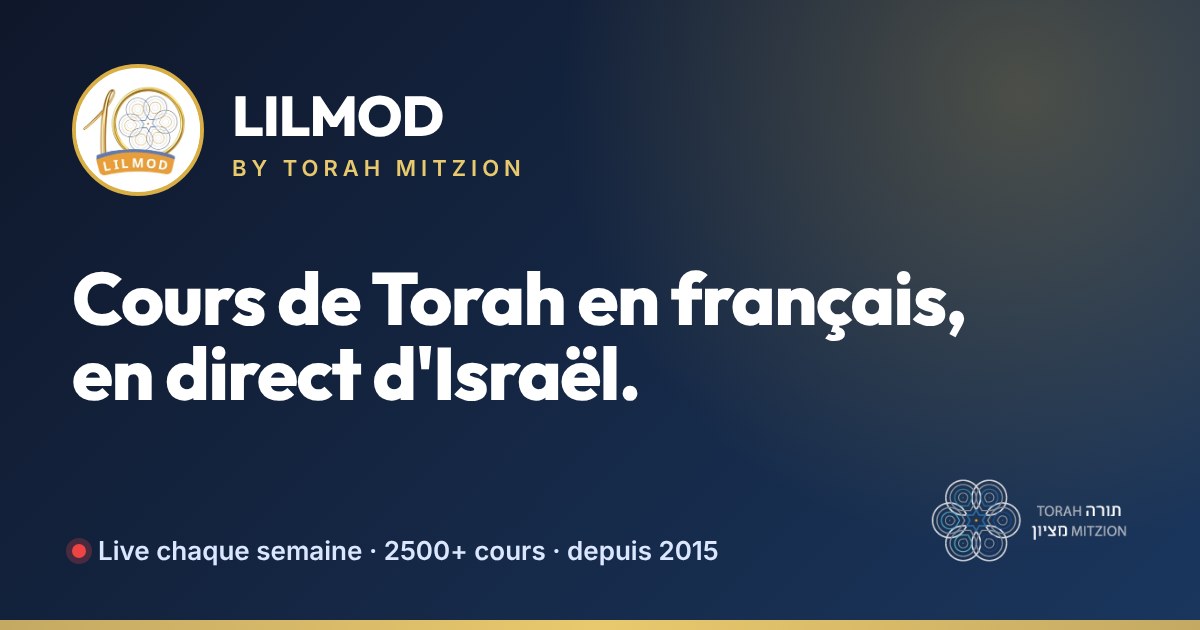 10
LILMOD
LILMOD
BY TORAH MITZION
Cours de Torah en français,
en direct d'Israël.
Live chaque semaine · 2500+ cours · depuis 2015
TORAH תורה
מציון MITZION